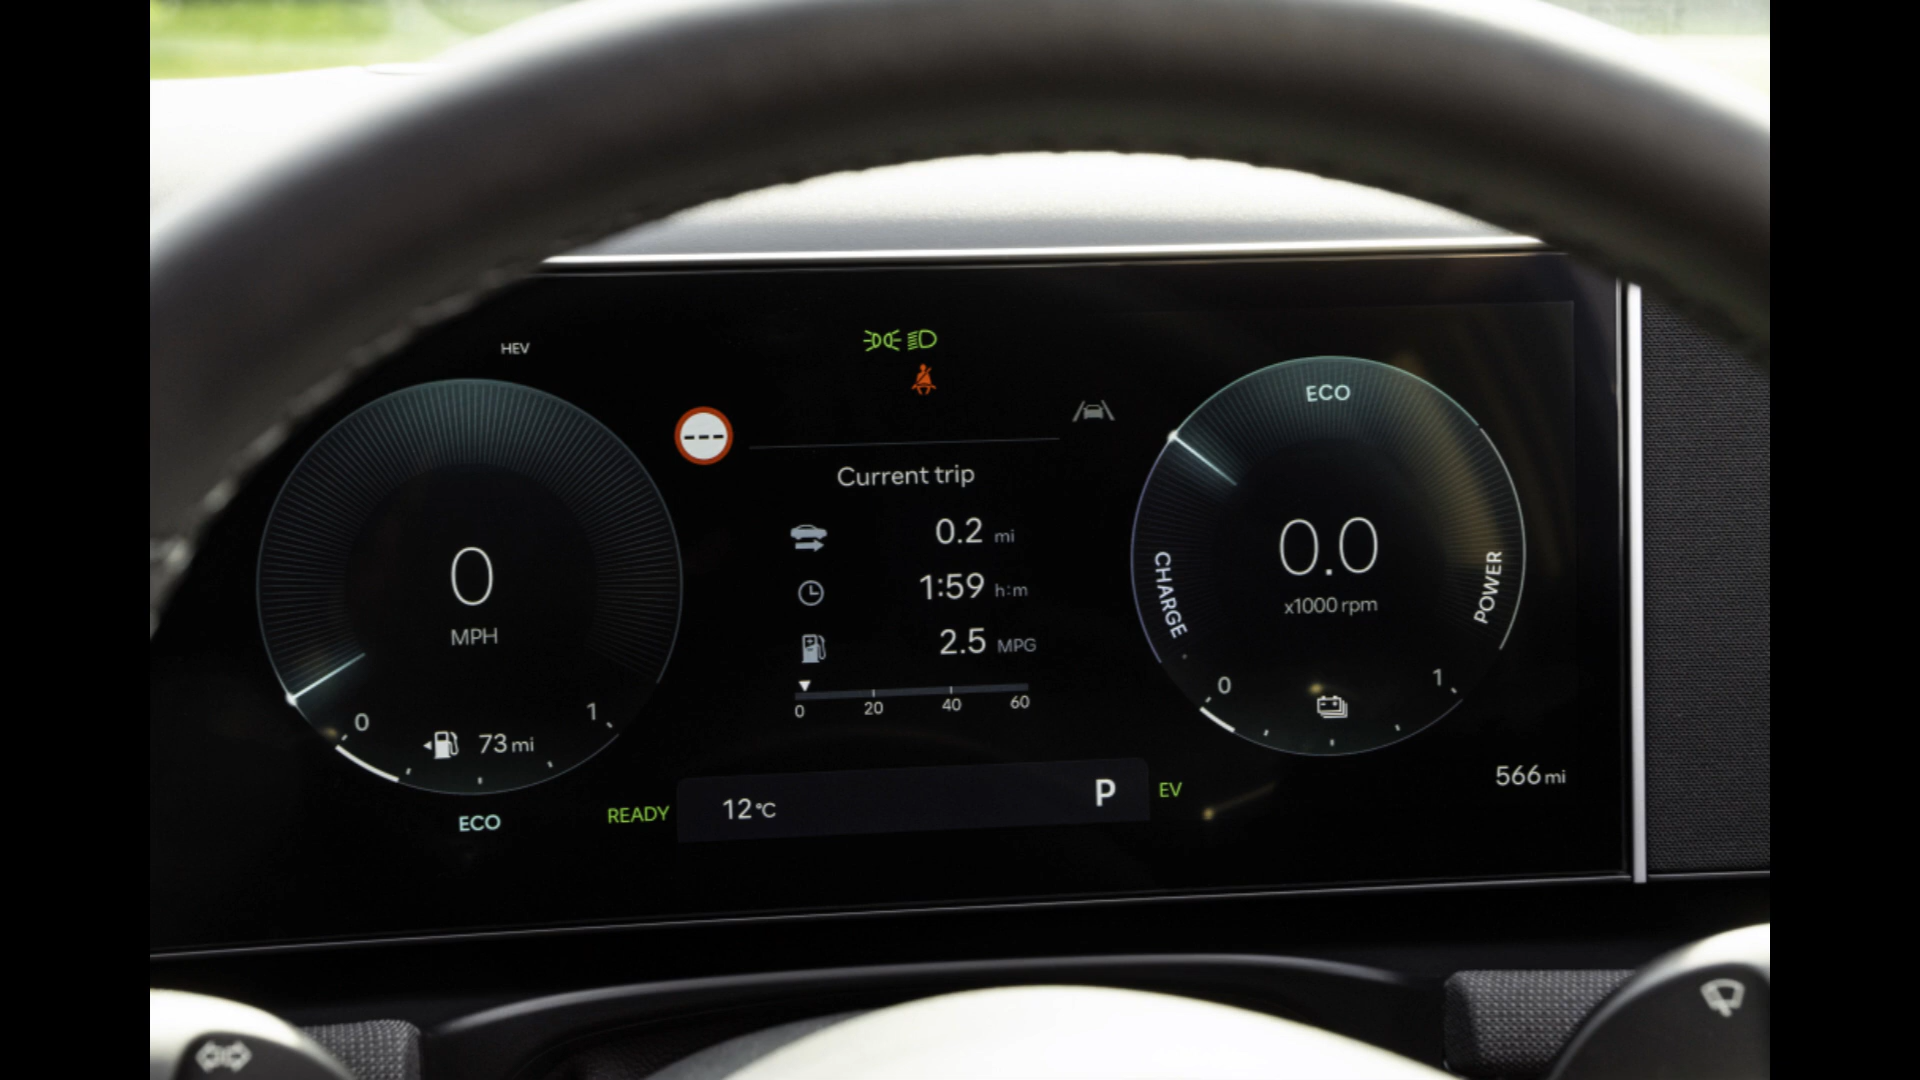 HEV
Current trip
0.2 mi
1:59 h:m
2.5 MPG
0 20 40 60
0
MPH
0 1
73 mi
ECO
READY
12°C
P
EV
ECO
CHARGE
POWER
0.0
x1000 rpm
0 1
566 mi